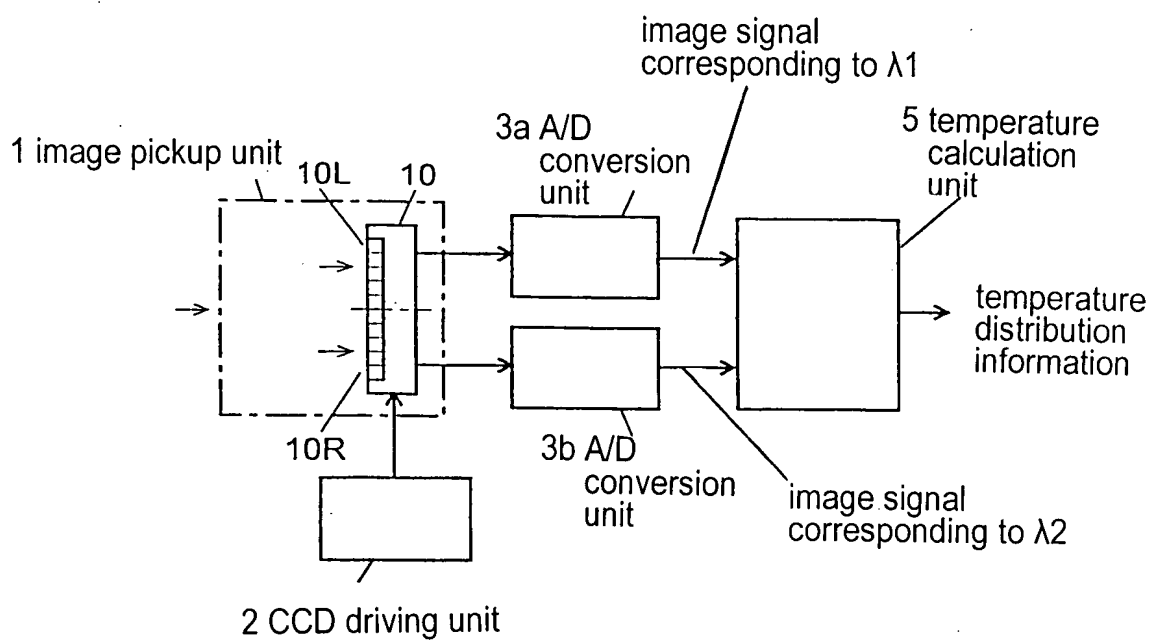 image signal
corresponding to λ1
1 image pickup unit
10L
10
3a A/D
conversion
unit
5 temperature
calculation
unit
temperature
distribution
information
10R
3b A/D
conversion
unit
image signal
corresponding to λ2
2 CCD driving unit